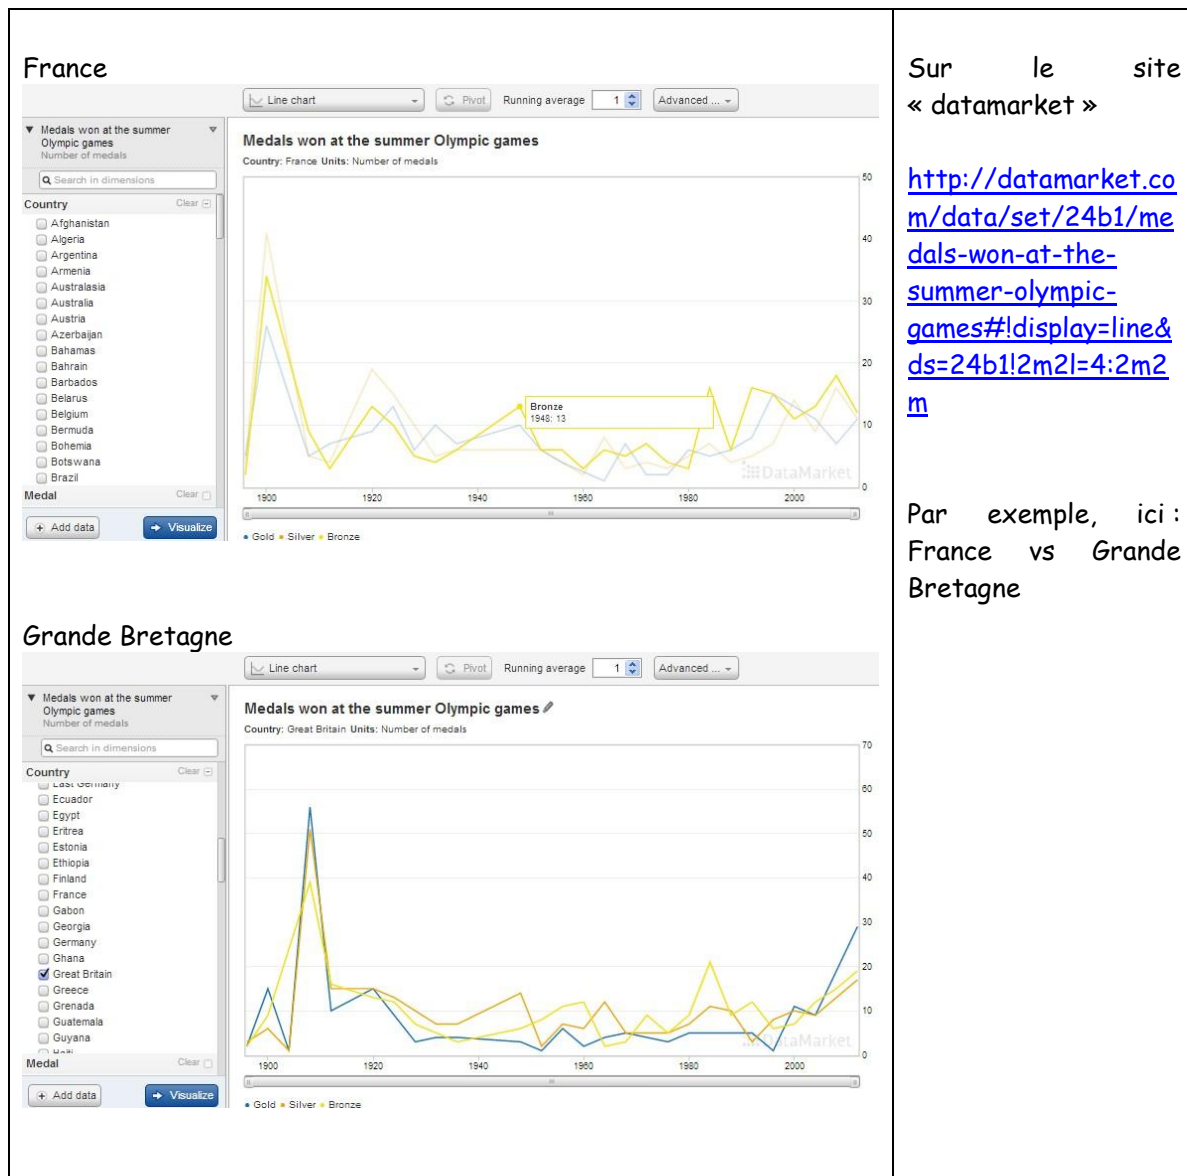 France
Line chart
Pivot
Running average
1
Advanced ...
Medals won at the summer
Olympic games
Number of medals
Search in dimensions
Country
Clear
Afghanistan
Algeria
Argentina
Armenia
Australasia
Australia
Austria
Azerbaijan
Bahamas
Bahrain
Barbados
Belarus
Belgium
Bermuda
Bohemia
Botswana
Brazil
Medal
Clear
Add data
Visualize
Medals won at the summer Olympic games
Country: France Units: Number of medals
50
40
30
20
10
0
Bronze
1948: 13
DataMarket
1900 1920 1940 1960 1980 2000
Gold Silver Bronze
Grande Bretagne
Line chart
Pivot
Running average
1
Advanced ...
Medals won at the summer
Olympic games
Number of medals
Search in dimensions
Country
Clear
East Germany
Ecuador
Egypt
Eritrea
Estonia
Ethiopia
Finland
France
Gabon
Georgia
Germany
Ghana
Great Britain
Greece
Grenada
Guatemala
Guyana
Haiti
Medal
Clear
Add data
Visualize
Medals won at the summer Olympic games
Country: Great Britain Units: Number of medals
70
60
50
40
30
20
10
0
DataMarket
1900 1920 1940 1960 1980 2000
Gold Silver Bronze
Sur le site
« datamarket »
http://datamarket.co
m/data/set/24b1/me
dals-won-at-the-
summer-olympic-
games#!display=line&
ds=24b1!2m2l=4:2m2
m
Par exemple, ici :
France vs Grande
Bretagne